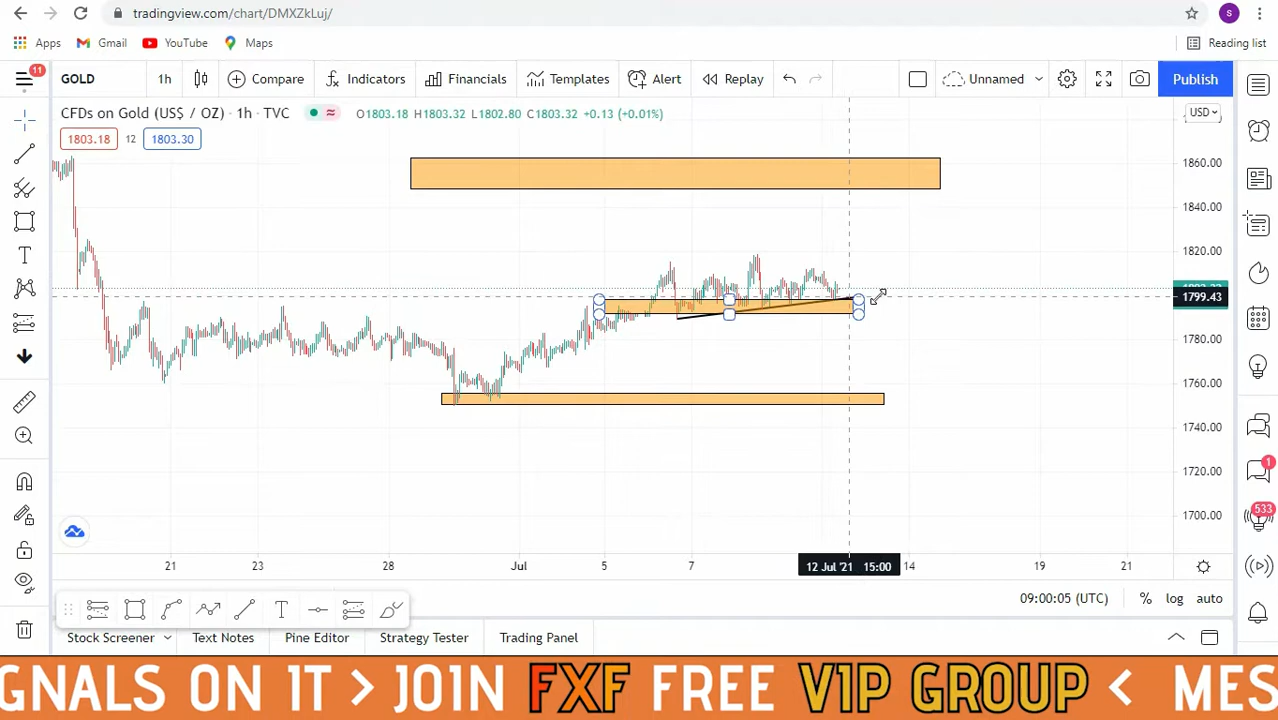 tradingview.com/chart/DMXZkLuj/
S
Apps
Gmail
YouTube
Maps
Reading list
11
GOLD
1h
Compare
Indicators
Financials
Templates
Alert
Replay
Unnamed
Publish
CFDs on Gold (US$ / OZ) · 1h · TVC
O1803.18 H1803.32 L1802.80 C1803.32 +0.13 (+0.01%)
USD
1803.18
12
1803.30
1860.00
1840.00
1820.00
1799.43
1780.00
1760.00
1740.00
1720.00
1700.00
1
533
21
23
28
Jul
5
7
12 Jul '21 15:00
14
19
21
09:00:05 (UTC)
%
log
auto
Stock Screener
Text Notes
Pine Editor
Strategy Tester
Trading Panel
GNALS ON IT > JOIN FXF FREE VIP GROUP < MES